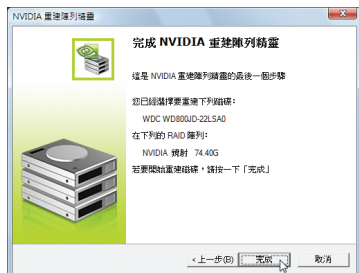 NVIDIA 重建陣列精靈
完成 NVIDIA 重建陣列精靈
這是 NVIDIA 重建陣列精靈的最後一個步驟
您已經選擇要重建下列磁碟：
WDC WD800JD-22LSA0
在下列的 RAID 陣列：
NVIDIA 鏡射 74.40G
若要開始重建磁碟，請按一下「完成」
<上一步(B)
完成
取消